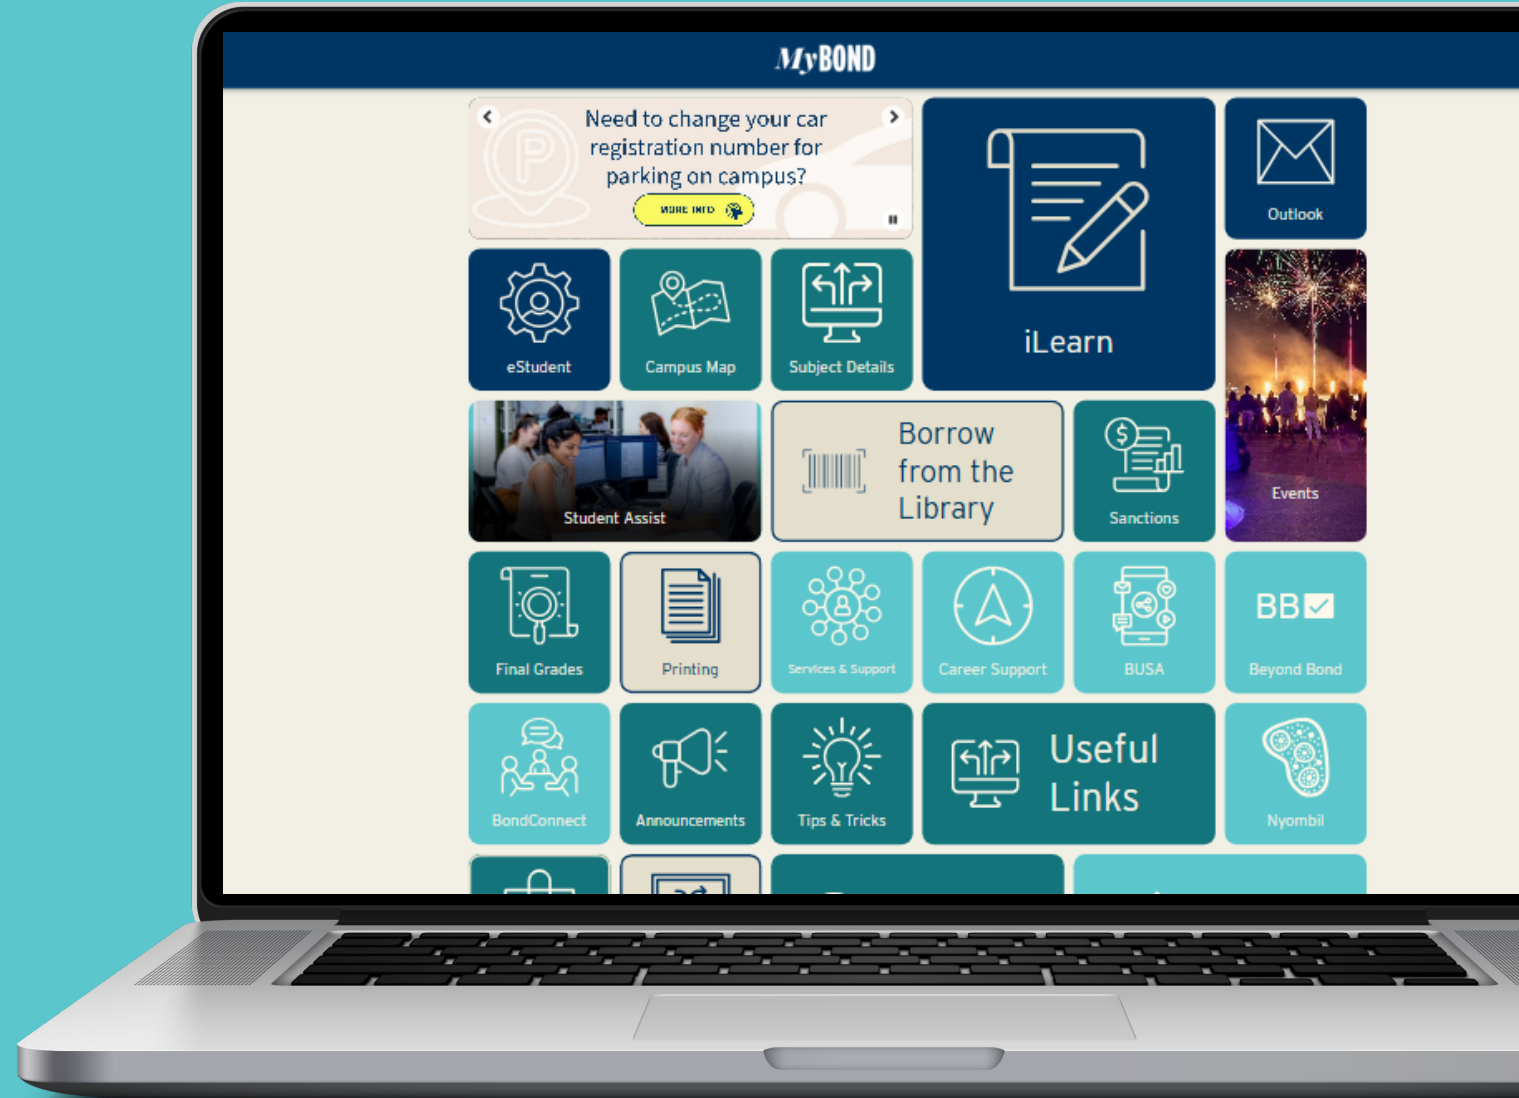 MyBOND
Need to change your car
registration number for
parking on campus?
MORE INFO
iLearn
Outlook
eStudent
Campus Map
Subject Details
Student Assist
Borrow
from the
Library
Sanctions
Events
Final Grades
Printing
Services & Support
Career Support
BUSA
BB
Beyond Bond
BondConnect
Announcements
Tips & Tricks
Useful
Links
Nyombil